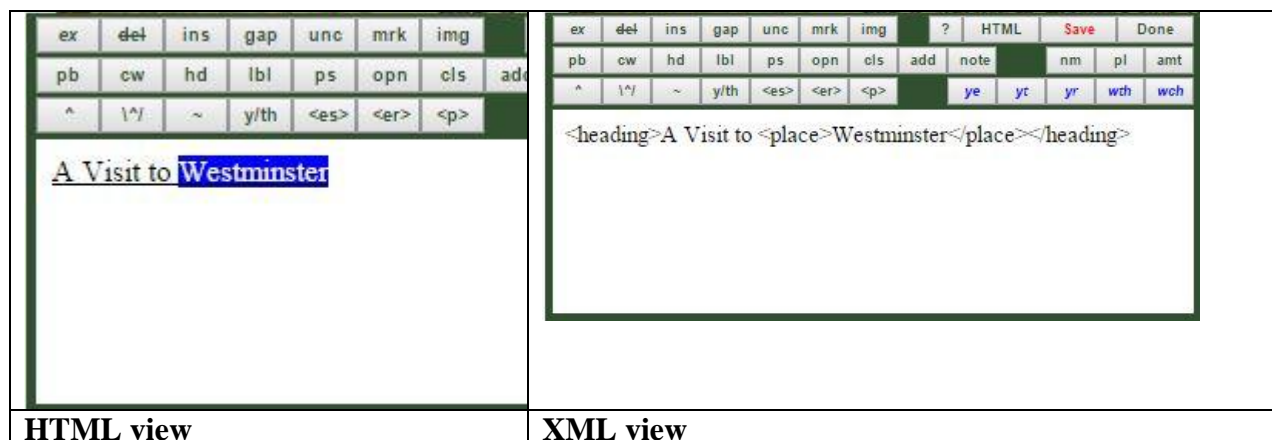 ex del ins gap unc mrk img
pb cw hd lbl ps opn cls
^ \^/ ~ y/th <es> <er> <p>
A Visit to Westminster
HTML view
ex del ins gap unc mrk img ? HTML Save Done
pb cw hd lbl ps opn cls add note nm pl amt
^ \^/ ~ y/th <es> <er> <p> ye yt yr wth wch
<heading>A Visit to <place>Westminster</place></heading>
XML view